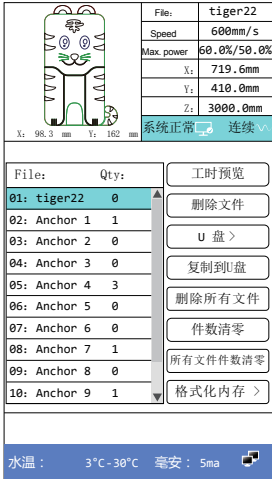 File: tiger22
Speed 600mm/s
Max. power 60.0%/50.0%
X: 719.6mm
Y: 410.0mm
Z: 3000.0mm
X: 98.3 mm Y: 162 mm
系统正常 连续
File: Qty:
01: tiger22 0
02: Anchor 1 1
03: Anchor 2 0
04: Anchor 3 0
05: Anchor 4 3
06: Anchor 5 0
07: Anchor 6 0
08: Anchor 7 1
09: Anchor 8 0
10: Anchor 9 1
工时预览
删除文件
U 盘>
复制到U盘
删除所有文件
件数清零
所有文件件数清零
格式化内存 >
水温： 3°C-30°C 毫安： 5ma